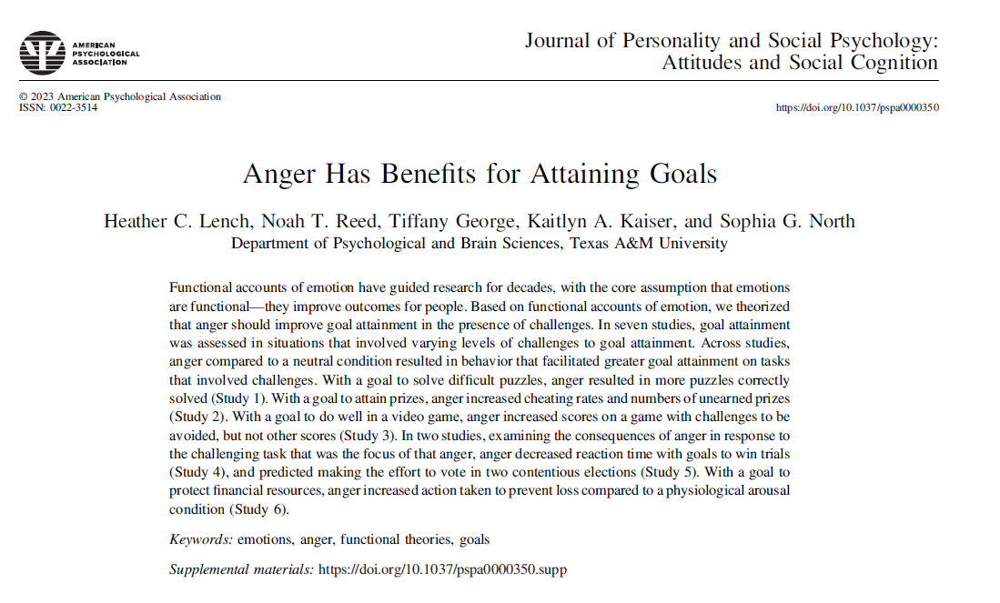 AMERICAN
PSYCHOLOGICAL
ASSOCIATION
Journal of Personality and Social Psychology:
Attitudes and Social Cognition
© 2023 American Psychological Association
ISSN: 0022-3514
https://doi.org/10.1037/pspa0000350
Anger Has Benefits for Attaining Goals
Heather C. Lench, Noah T. Reed, Tiffany George, Kaitlyn A. Kaiser, and Sophia G. North
Department of Psychological and Brain Sciences, Texas A&M University
Functional accounts of emotion have guided research for decades, with the core assumption that emotions
are functional—they improve outcomes for people. Based on functional accounts of emotion, we theorized
that anger should improve goal attainment in the presence of challenges. In seven studies, goal attainment
was assessed in situations that involved varying levels of challenges to goal attainment. Across studies,
anger compared to a neutral condition resulted in behavior that facilitated greater goal attainment on tasks
that involved challenges. With a goal to solve difficult puzzles, anger resulted in more puzzles correctly
solved (Study 1). With a goal to attain prizes, anger increased cheating rates and numbers of unearned prizes
(Study 2). With a goal to do well in a video game, anger increased scores on a game with challenges to be
avoided, but not other scores (Study 3). In two studies, examining the consequences of anger in response to
the challenging task that was the focus of that anger, anger decreased reaction time with goals to win trials
(Study 4), and predicted making the effort to vote in two contentious elections (Study 5). With a goal to
protect financial resources, anger increased action taken to prevent loss compared to a physiological arousal
condition (Study 6).
Keywords: emotions, anger, functional theories, goals
Supplemental materials: https://doi.org/10.1037/pspa0000350.supp